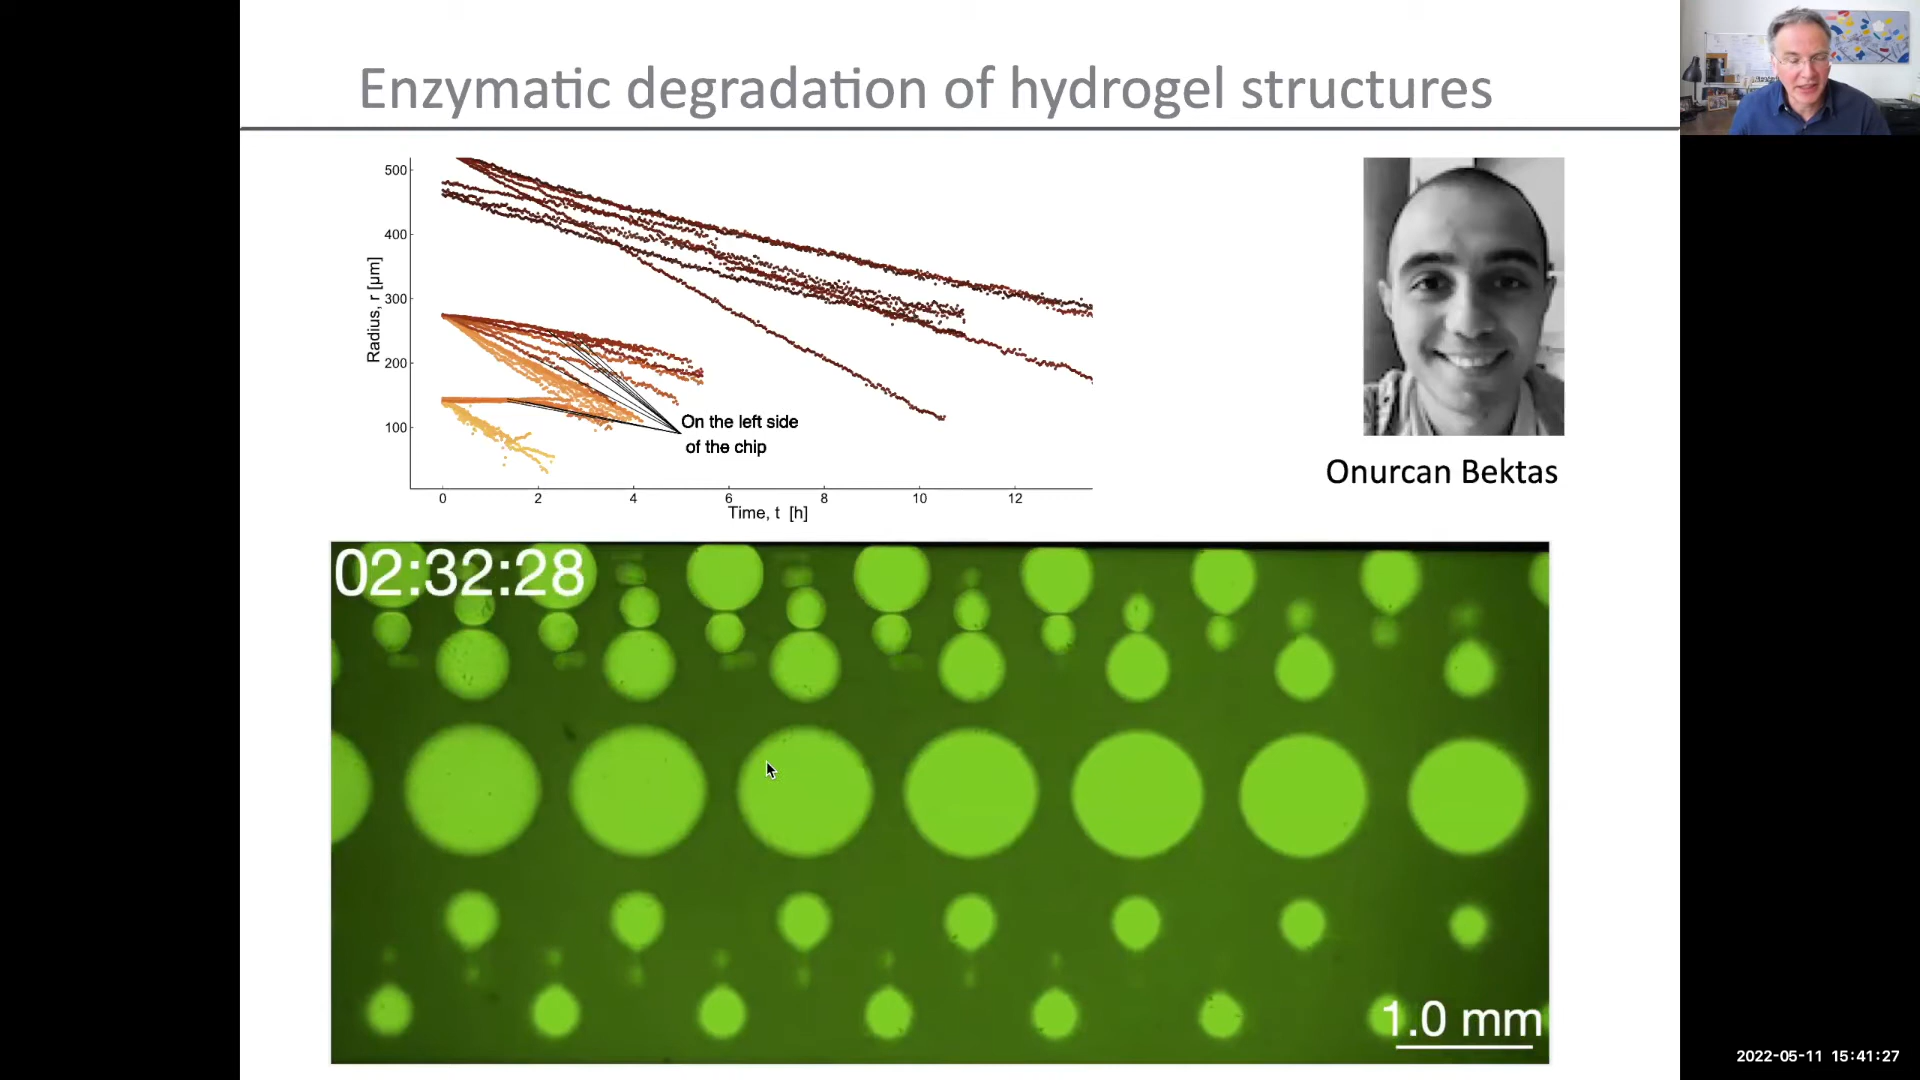 Enzymatic degradation of hydrogel structures
500
400
300
200
100
Radius, r [μm]
On the left side
of the chip
0 2 4 6 8 10 12
Time, t [h]
Onurcan Bektas
02:32:28
1.0 mm
2022-05-11 15:41:27